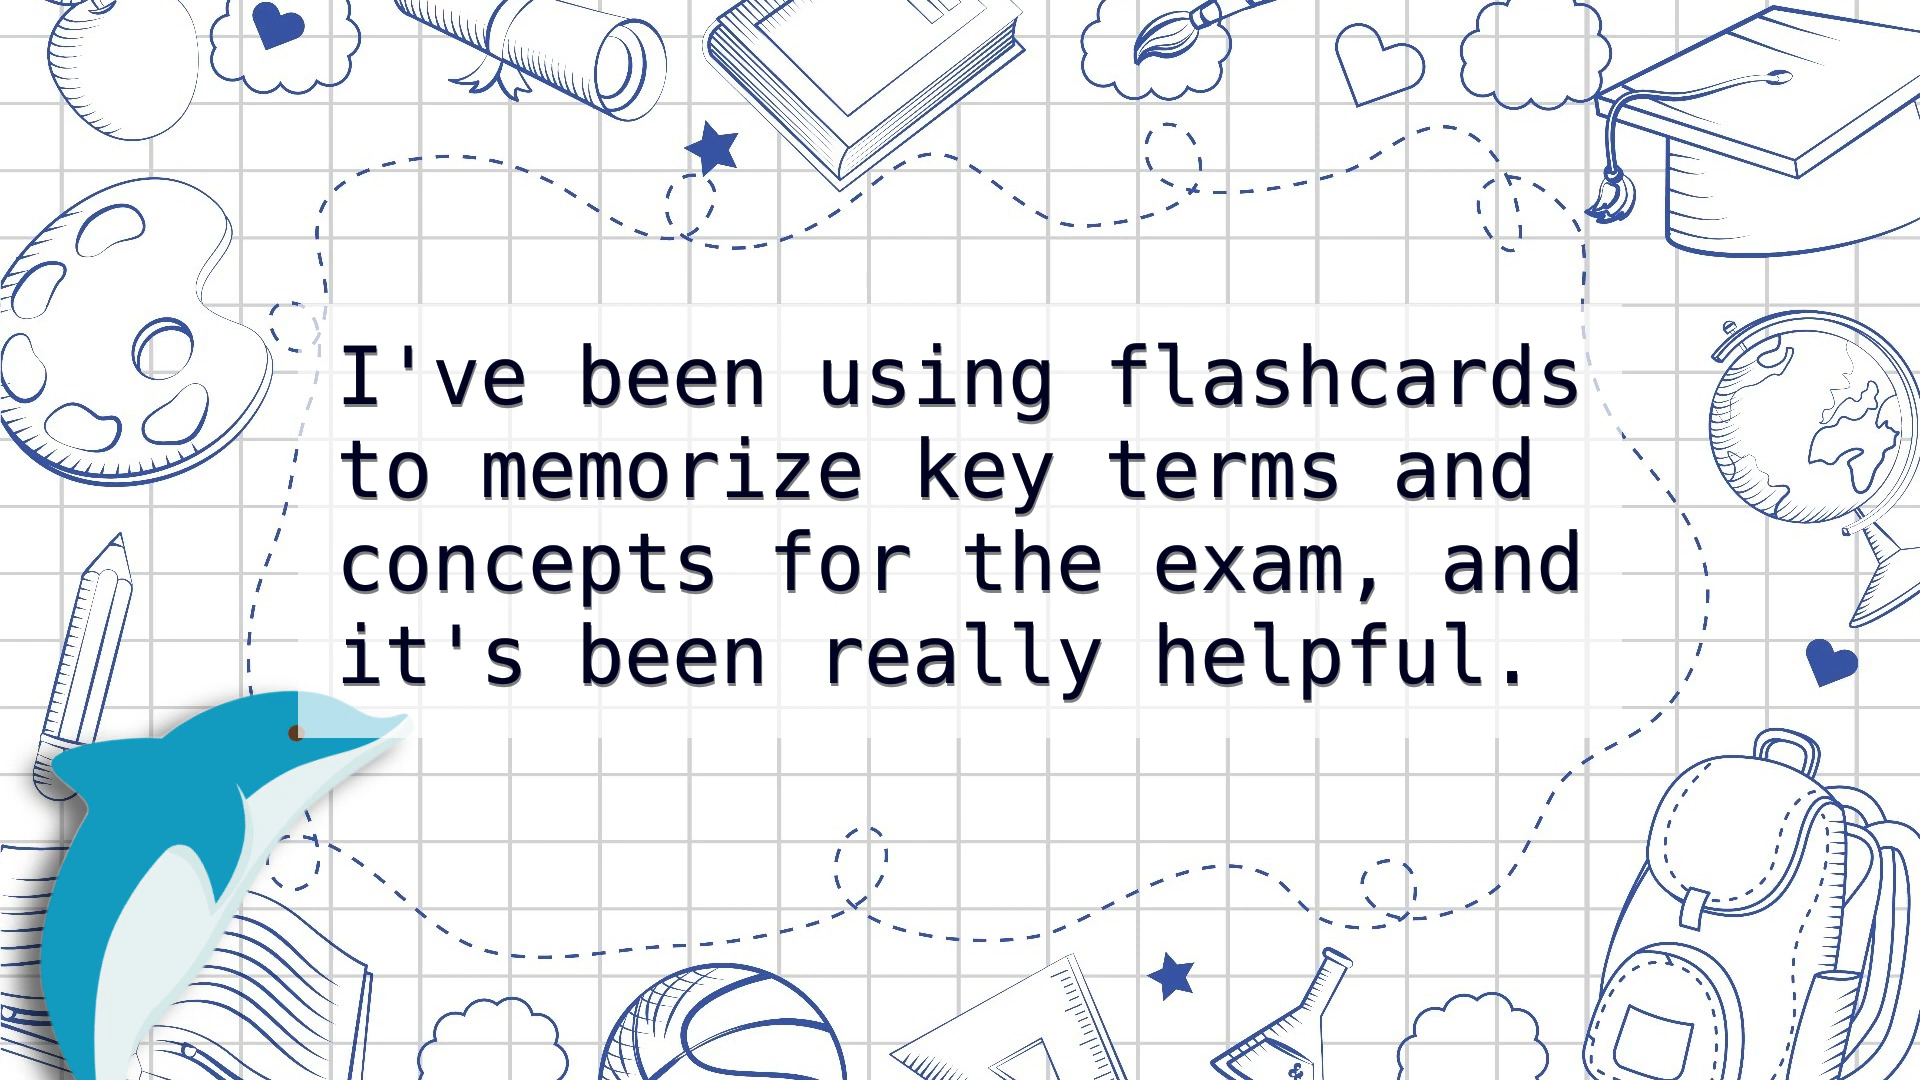 I've been using flashcards
to memorize key terms and
concepts for the exam, and
it's been really helpful.